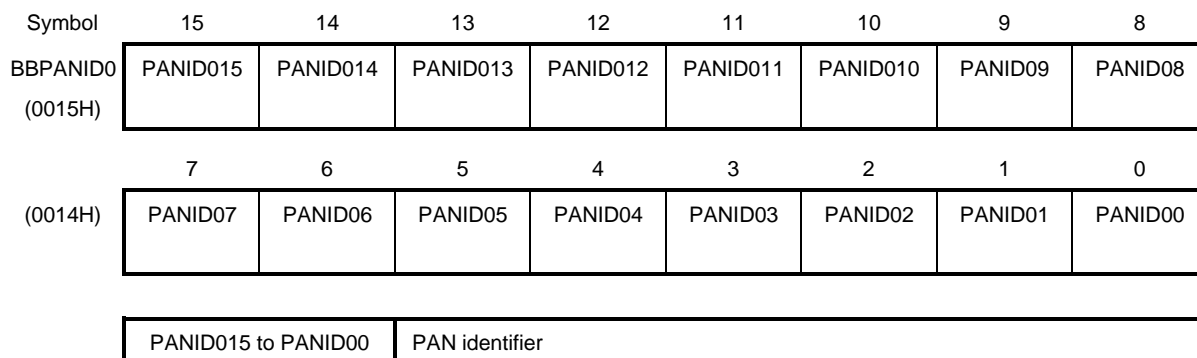 Symbol 15 14 13 12 11 10 9 8
BBPANID0 PANID015 PANID014 PANID013 PANID012 PANID011 PANID010 PANID09 PANID08
(0015H)
7 6 5 4 3 2 1 0
(0014H) PANID07 PANID06 PANID05 PANID04 PANID03 PANID02 PANID01 PANID00
PANID015 to PANID00 PAN identifier